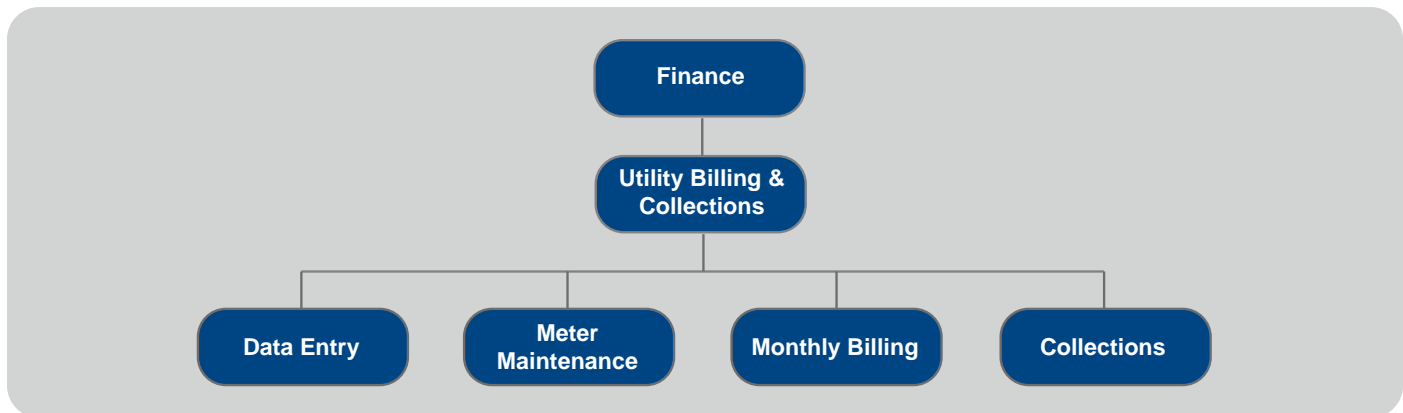 Finance
Utility Billing &
Collections
Data Entry
Meter
Maintenance
Monthly Billing
Collections